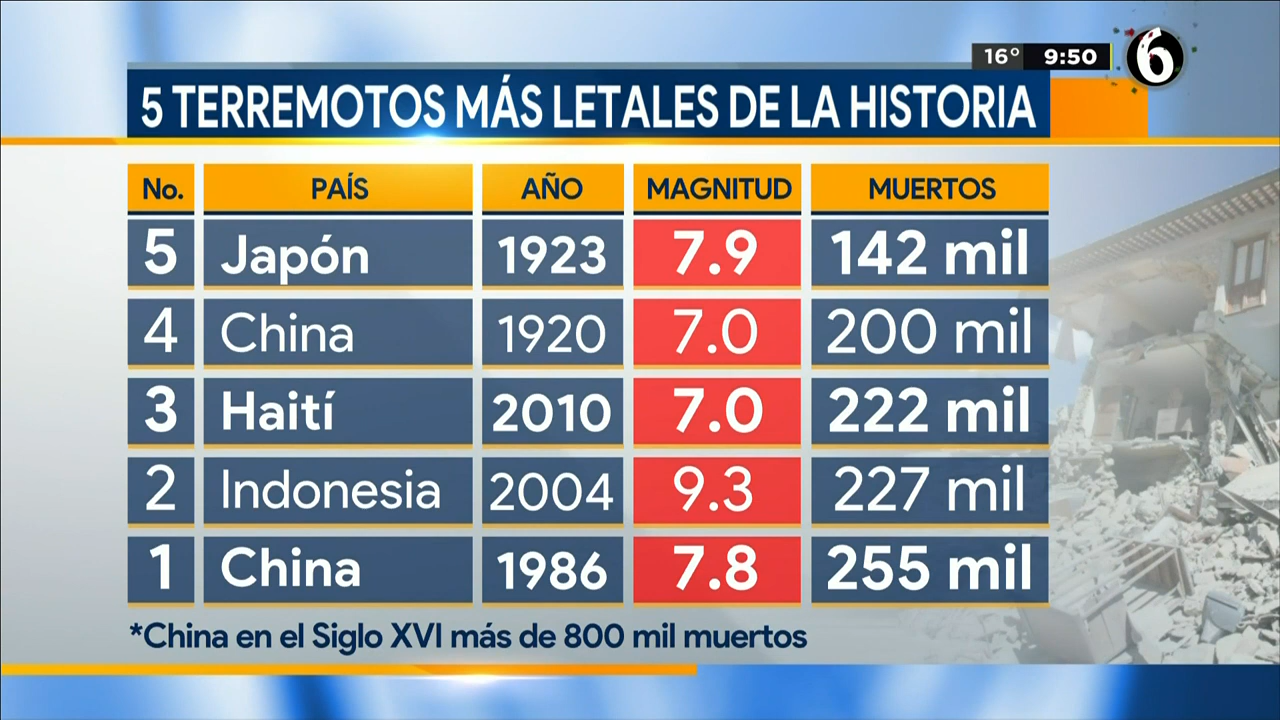 16° 9:50 6
5 TERREMOTOS MÁS LETALES DE LA HISTORIA
No. PAÍS AÑO MAGNITUD MUERTOS
5 Japón 1923 7.9 142 mil
4 China 1920 7.0 200 mil
3 Haití 2010 7.0 222 mil
2 Indonesia 2004 9.3 227 mil
1 China 1986 7.8 255 mil
*China en el Siglo XVI más de 800 mil muertos